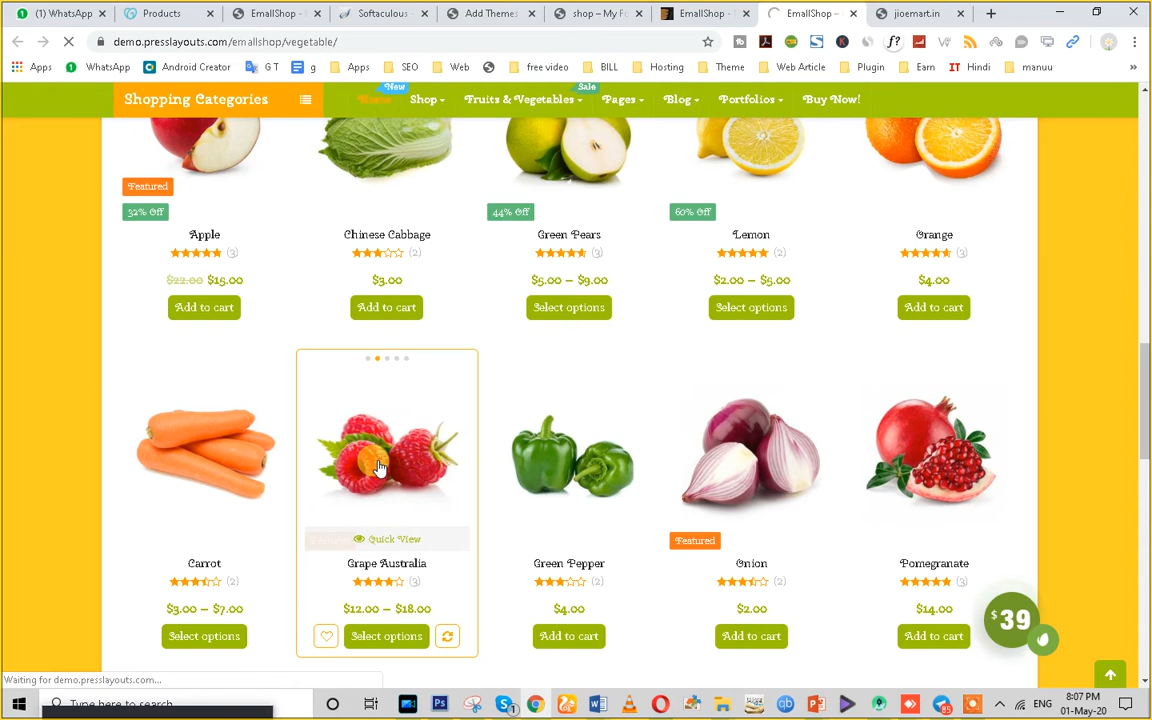 (1) WhatsApp
Products
EmallShop -
Softaculous -
Add Themes
shop – My Fo
EmallShop -
EmallShop –
jioemart.in
demo.presslayouts.com/emallshop/vegetable/
Apps
WhatsApp
Android Creator
G T
g
Apps
SEO
Web
free video
BILL
Hosting
Theme
Web Article
Plugin
Earn
IT Hindi
manuu
Shopping Categories
New
Home
Shop
Sale
Fruits & Vegetables
Pages
Blog
Portfolios
Buy Now!
Featured
32% Off
44% Off
60% Off
Apple
Chinese Cabbage
Green Pears
Lemon
Orange
(3)
(2)
(3)
(2)
(3)
$22.00 $15.00
$3.00
$5.00 – $9.00
$2.00 – $5.00
$4.00
Add to cart
Add to cart
Select options
Select options
Add to cart
Quick View
Featured
Carrot
Grape Australia
Green Pepper
Onion
Pomegranate
(2)
(3)
(2)
(2)
(3)
$3.00 – $7.00
$12.00 – $18.00
$4.00
$2.00
$14.00
$39
Select options
Select options
Add to cart
Add to cart
Add to cart
Waiting for demo.presslayouts.com...
Type here to search
ENG
8:07 PM
01-May-20